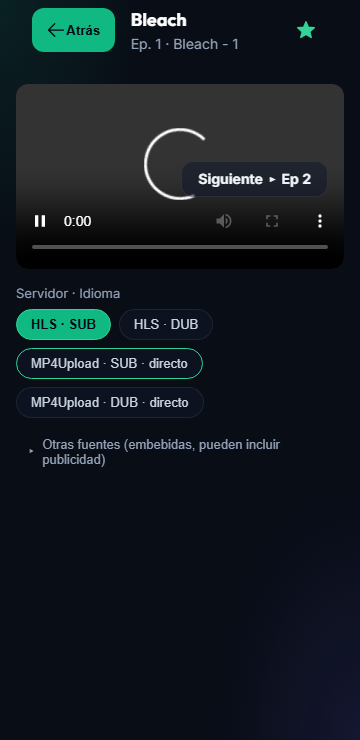 ←Atrás
Bleach
Ep. 1 · Bleach - 1
Siguiente ▸ Ep 2
0:00
Servidor · Idioma
HLS · SUB
HLS · DUB
MP4Upload · SUB · directo
MP4Upload · DUB · directo
▸ Otras fuentes (embebidas, pueden incluir
publicidad)